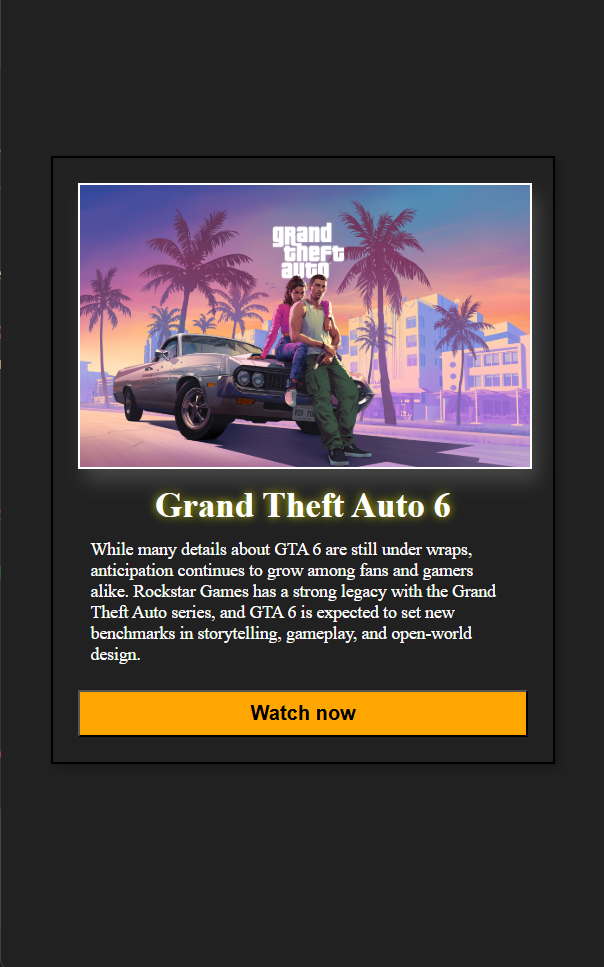 grand
theft
auto
Grand Theft Auto 6
While many details about GTA 6 are still under wraps,
anticipation continues to grow among fans and gamers
alike. Rockstar Games has a strong legacy with the Grand
Theft Auto series, and GTA 6 is expected to set new
benchmarks in storytelling, gameplay, and open-world
design.
Watch now